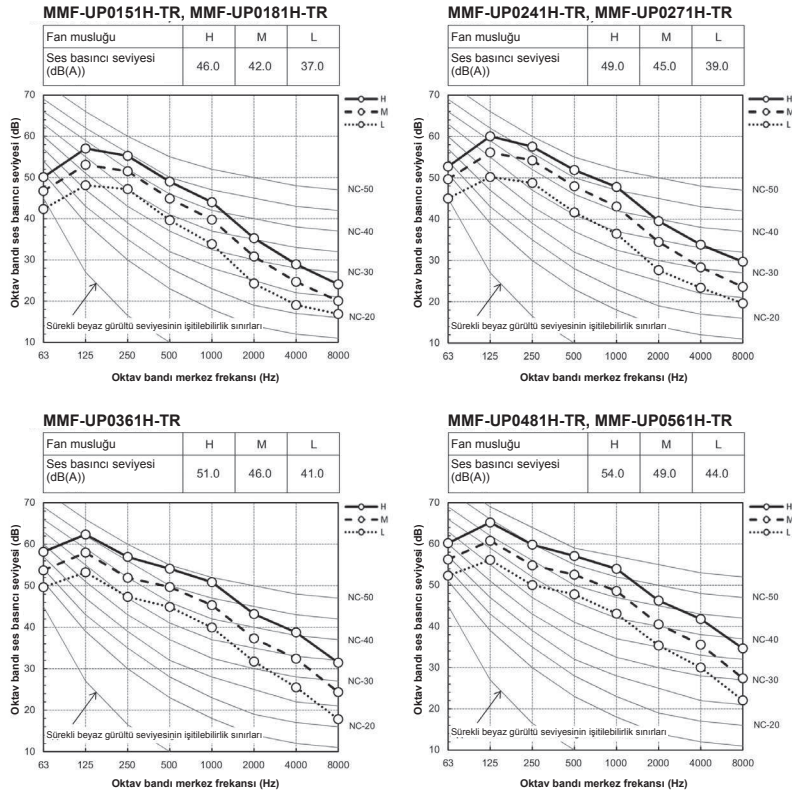 MMF-UP0151H-TR, MMF-UP0181H-TR
Fan musluğu H M L
Ses basıncı seviyesi
(dB(A)) 46.0 42.0 37.0
Oktav bandı ses basıncı seviyesi (dB)
70
60
50
40
30
20
10
H
M
L
NC-50
NC-40
NC-30
NC-20
Sürekli beyaz gürültü seviyesinin işitilebilirlik sınırları
63 125 250 500 1000 2000 4000 8000
Oktav bandı merkez frekansı (Hz)
MMF-UP0241H-TR, MMF-UP0271H-TR
Fan musluğu H M L
Ses basıncı seviyesi
(dB(A)) 49.0 45.0 39.0
Oktav bandı ses basıncı seviyesi (dB)
70
60
50
40
30
20
10
H
M
L
NC-50
NC-40
NC-30
NC-20
Sürekli beyaz gürültü seviyesinin işitilebilirlik sınırları
63 125 250 500 1000 2000 4000 8000
Oktav bandı merkez frekansı (Hz)
MMF-UP0361H-TR
Fan musluğu H M L
Ses basıncı seviyesi
(dB(A)) 51.0 46.0 41.0
Oktav bandı ses basıncı seviyesi (dB)
70
60
50
40
30
20
10
H
M
L
NC-50
NC-40
NC-30
NC-20
Sürekli beyaz gürültü seviyesinin işitilebilirlik sınırları
63 125 250 500 1000 2000 4000 8000
Oktav bandı merkez frekansı (Hz)
MMF-UP0481H-TR, MMF-UP0561H-TR
Fan musluğu H M L
Ses basıncı seviyesi
(dB(A)) 54.0 49.0 44.0
Oktav bandı ses basıncı seviyesi (dB)
70
60
50
40
30
20
10
H
M
L
NC-50
NC-40
NC-30
NC-20
Sürekli beyaz gürültü seviyesinin işitilebilirlik sınırları
63 125 250 500 1000 2000 4000 8000
Oktav bandı merkez frekansı (Hz)